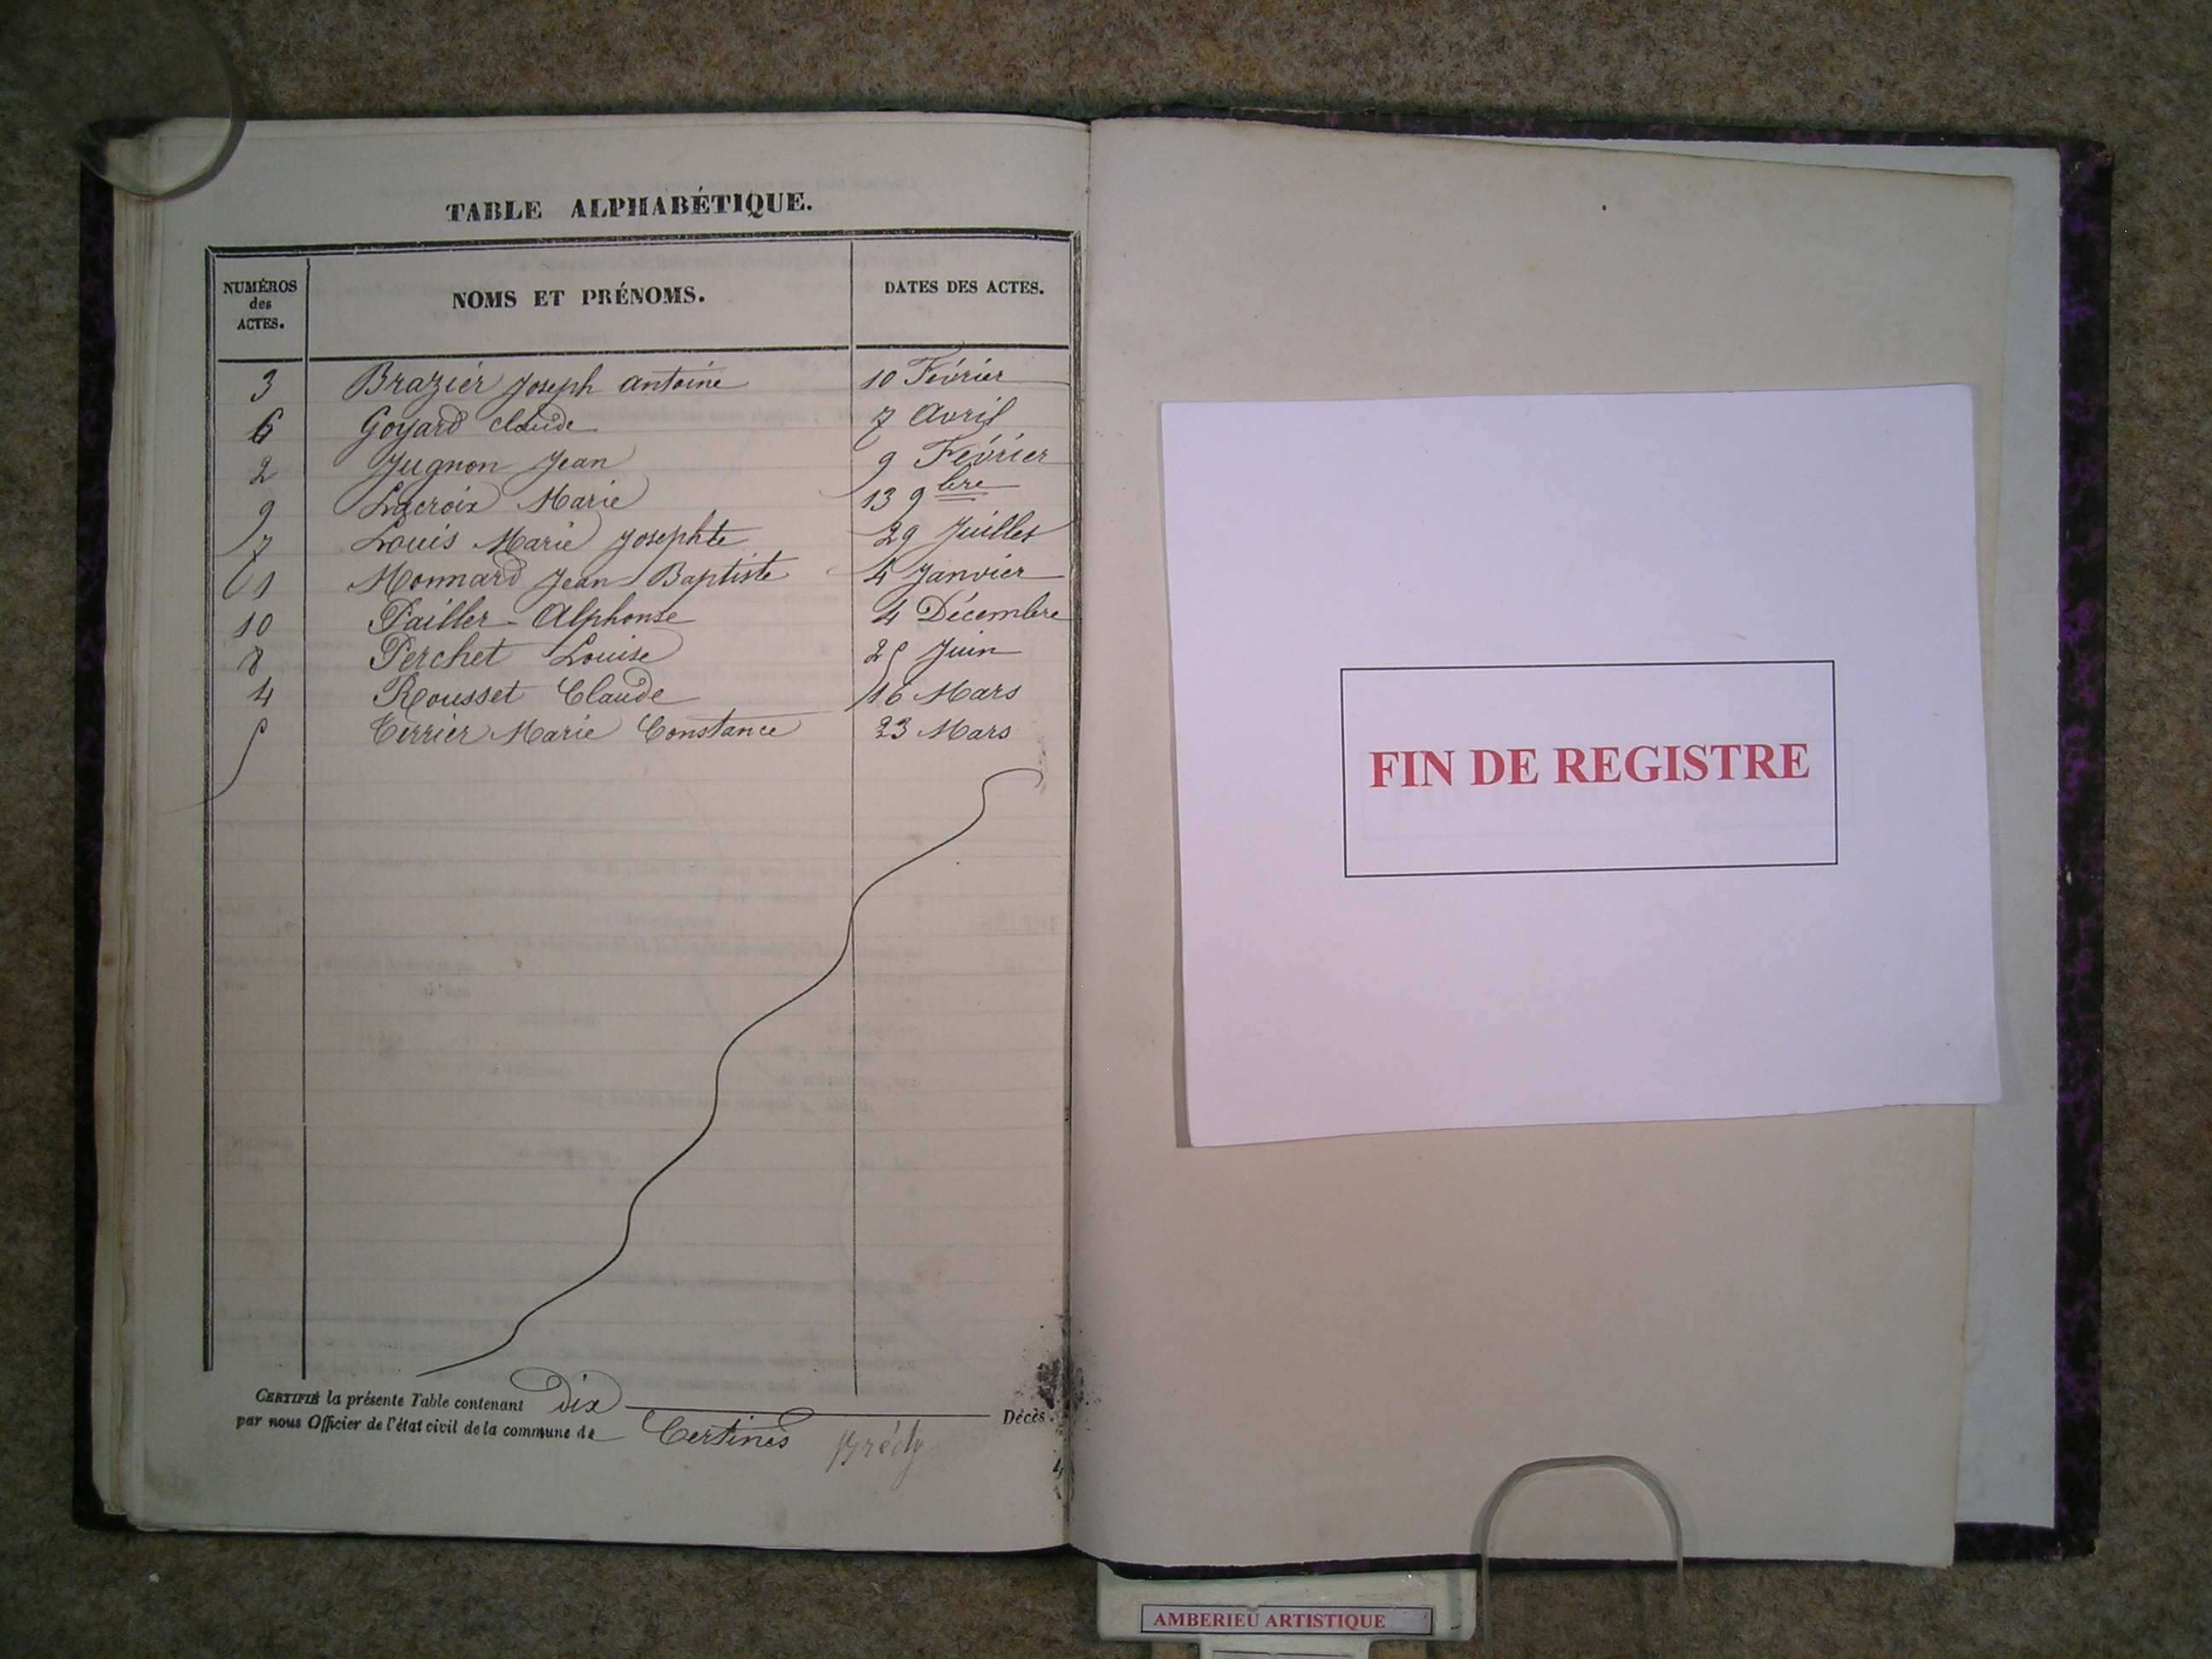 TABLE ALPHABÉTIQUE.
NUMÉROS des ACTES. NOMS ET PRÉNOMS. DATES DES ACTES.
3 Brazier Joseph antoine 10 Février
6 Goyard Claude 7 Avril
2 Jugnon Jean 9 Février
9 Lacroix Marie 13 9bre
7 Louis Marie Josephte 29 Juillet
1 Monnard Jean Baptiste 4 Janvier
10 Pailler Alphonse 4 Décembre
8 Perchet Louise 25 Juin
4 Rousset Claude 16 Mars
5 Terrier Marie Constance 23 Mars
CERTIFIÉ la présente Table contenant Dix Décès.
par nous Officier de l'état civil de la commune de Certines
FIN DE REGISTRE
AMBERIEU ARTISTIQUE